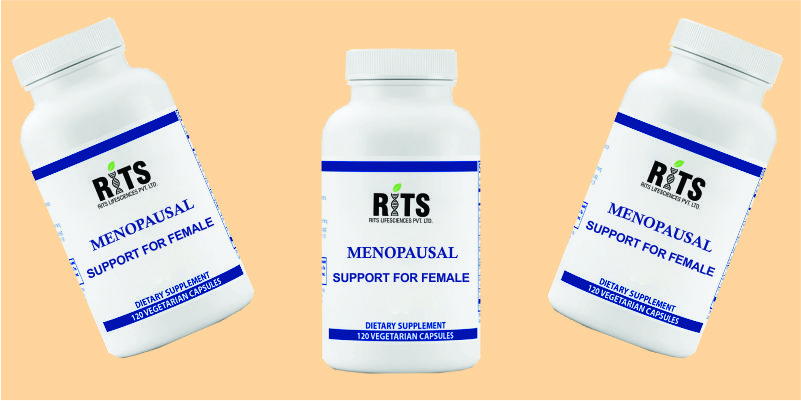 RiTS
RITS LIFESCIENCES PVT. LTD.
MENOPAUSAL
SUPPORT FOR FEMALE
DIETARY SUPPLEMENT
120 VEGETARIAN CAPSULES
RiTS
RITS LIFESCIENCES PVT. LTD.
MENOPAUSAL
SUPPORT FOR FEMALE
DIETARY SUPPLEMENT
120 VEGETARIAN CAPSULES
RiTS
RITS LIFESCIENCES PVT. LTD.
MENOPAUSAL
SUPPORT FOR FEMALE
DIETARY SUPPLEMENT
120 VEGETARIAN CAPSULES